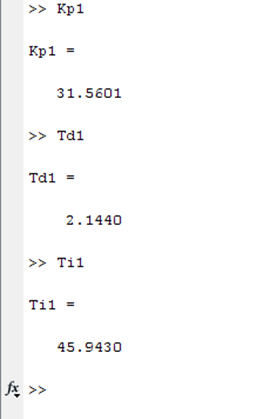 >> Kp1
Kp1 =
31.5601
>> Td1
Td1 =
2.1440
>> Ti1
Ti1 =
45.9430
fx >>